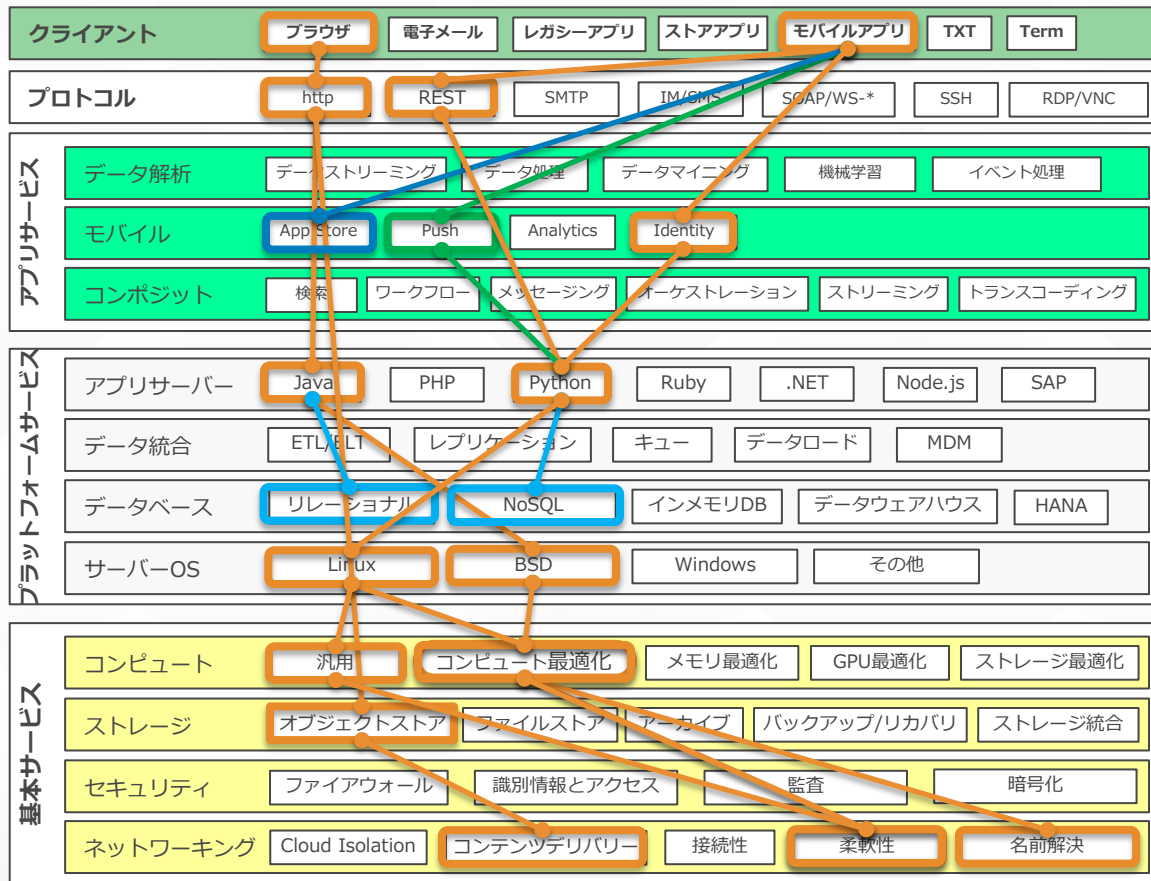 クライアント ブラウザ 電子メール レガシーアプリ ストアアプリ モバイルアプリ TXT Term
プロトコル http REST SMTP IM/SMS SOAP/WS-* SSH RDP/VNC
アプリサービス
データ解析 データストリーミング データ処理 データマイニング 機械学習 イベント処理
モバイル App Store Push Analytics Identity
コンポジット 検索 ワークフロー メッセージング オーケストレーション ストリーミング トランスコーディング
プラットフォームサービス
アプリサーバー Java PHP Python Ruby .NET Node.js SAP
データ統合 ETL/ELT レプリケーション キュー データロード MDM
データベース リレーショナル NoSQL インメモリDB データウェアハウス HANA
サーバーOS Linux BSD Windows その他
基本サービス
コンピュート 汎用 コンピュート最適化 メモリ最適化 GPU最適化 ストレージ最適化
ストレージ オブジェクトストア ファイルストア アーカイブ バックアップ/リカバリ ストレージ統合
セキュリティ ファイアウォール 識別情報とアクセス 監査 暗号化
ネットワーキング Cloud Isolation コンテンツデリバリー 接続性 柔軟性 名前解決